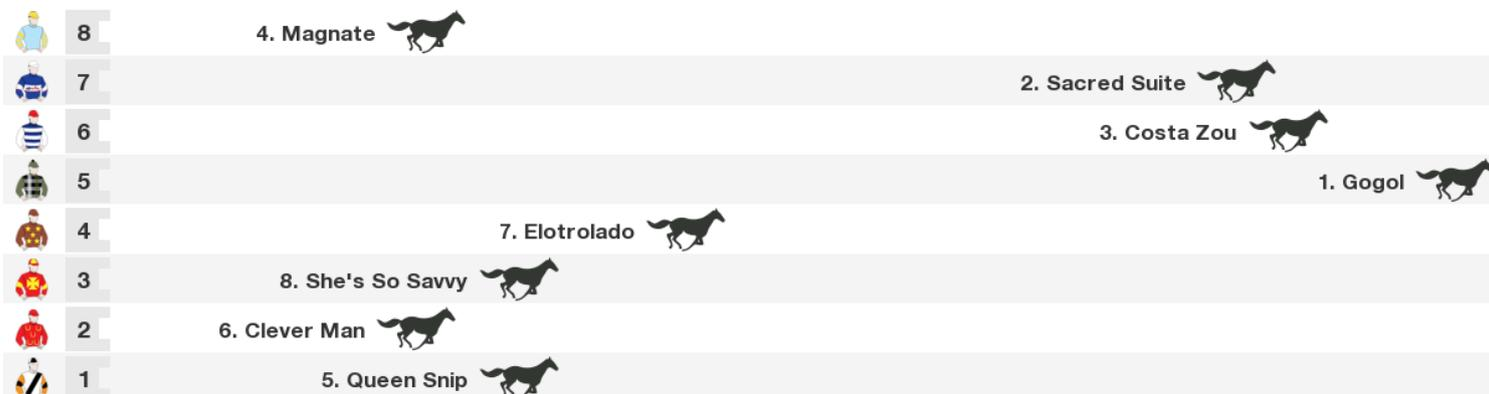 8 4. Magnate
7 2. Sacred Suite
6 3. Costa Zou
5 1. Gogol
4 7. Elotrolado
3 8. She's So Savvy
2 6. Clever Man
1 5. Queen Snip